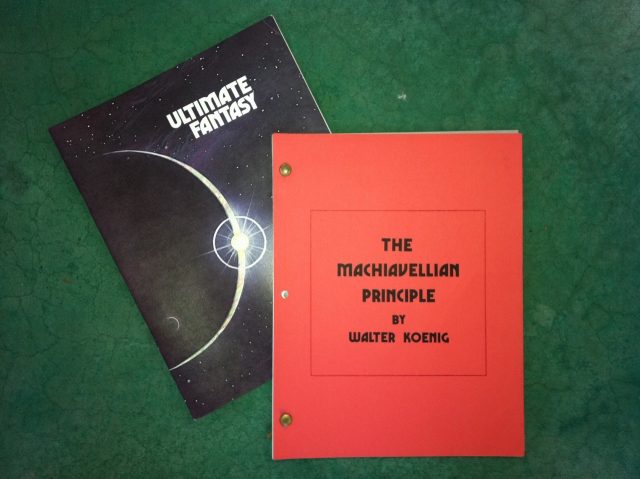 ULTIMATE
FANTASY
THE
MACHIAVELLIAN
PRINCIPLE
BY
WALTER KOENIG